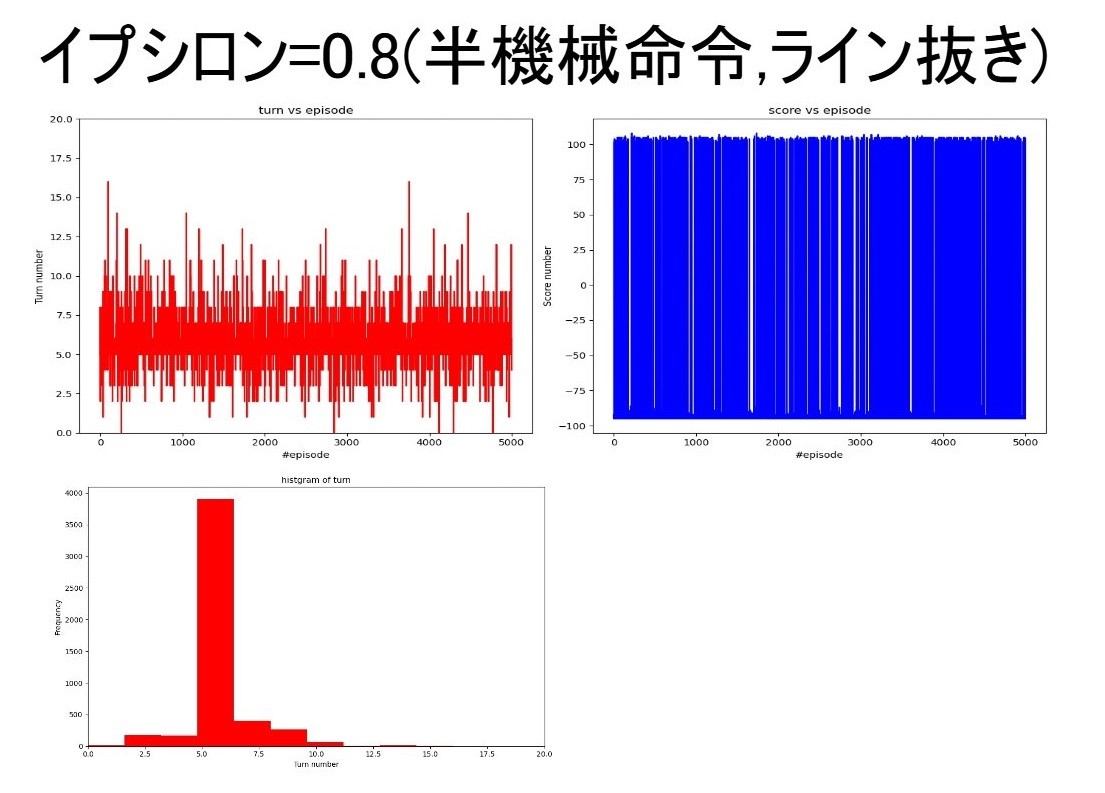 イプシロン=0.8(半機械命令,ライン抜き)
turn vs episode
20.0
17.5
15.0
12.5
10.0
7.5
5.0
2.5
0.0
Turn number
0 1000 2000 3000 4000 5000
#episode
score vs episode
100
75
50
25
0
−25
−50
−75
−100
Score number
0 1000 2000 3000 4000 5000
#episode
histgram of turn
4000
3500
3000
2500
2000
1500
1000
500
0
Frequency
0.0 2.5 5.0 7.5 10.0 12.5 15.0 17.5 20.0
Turn number